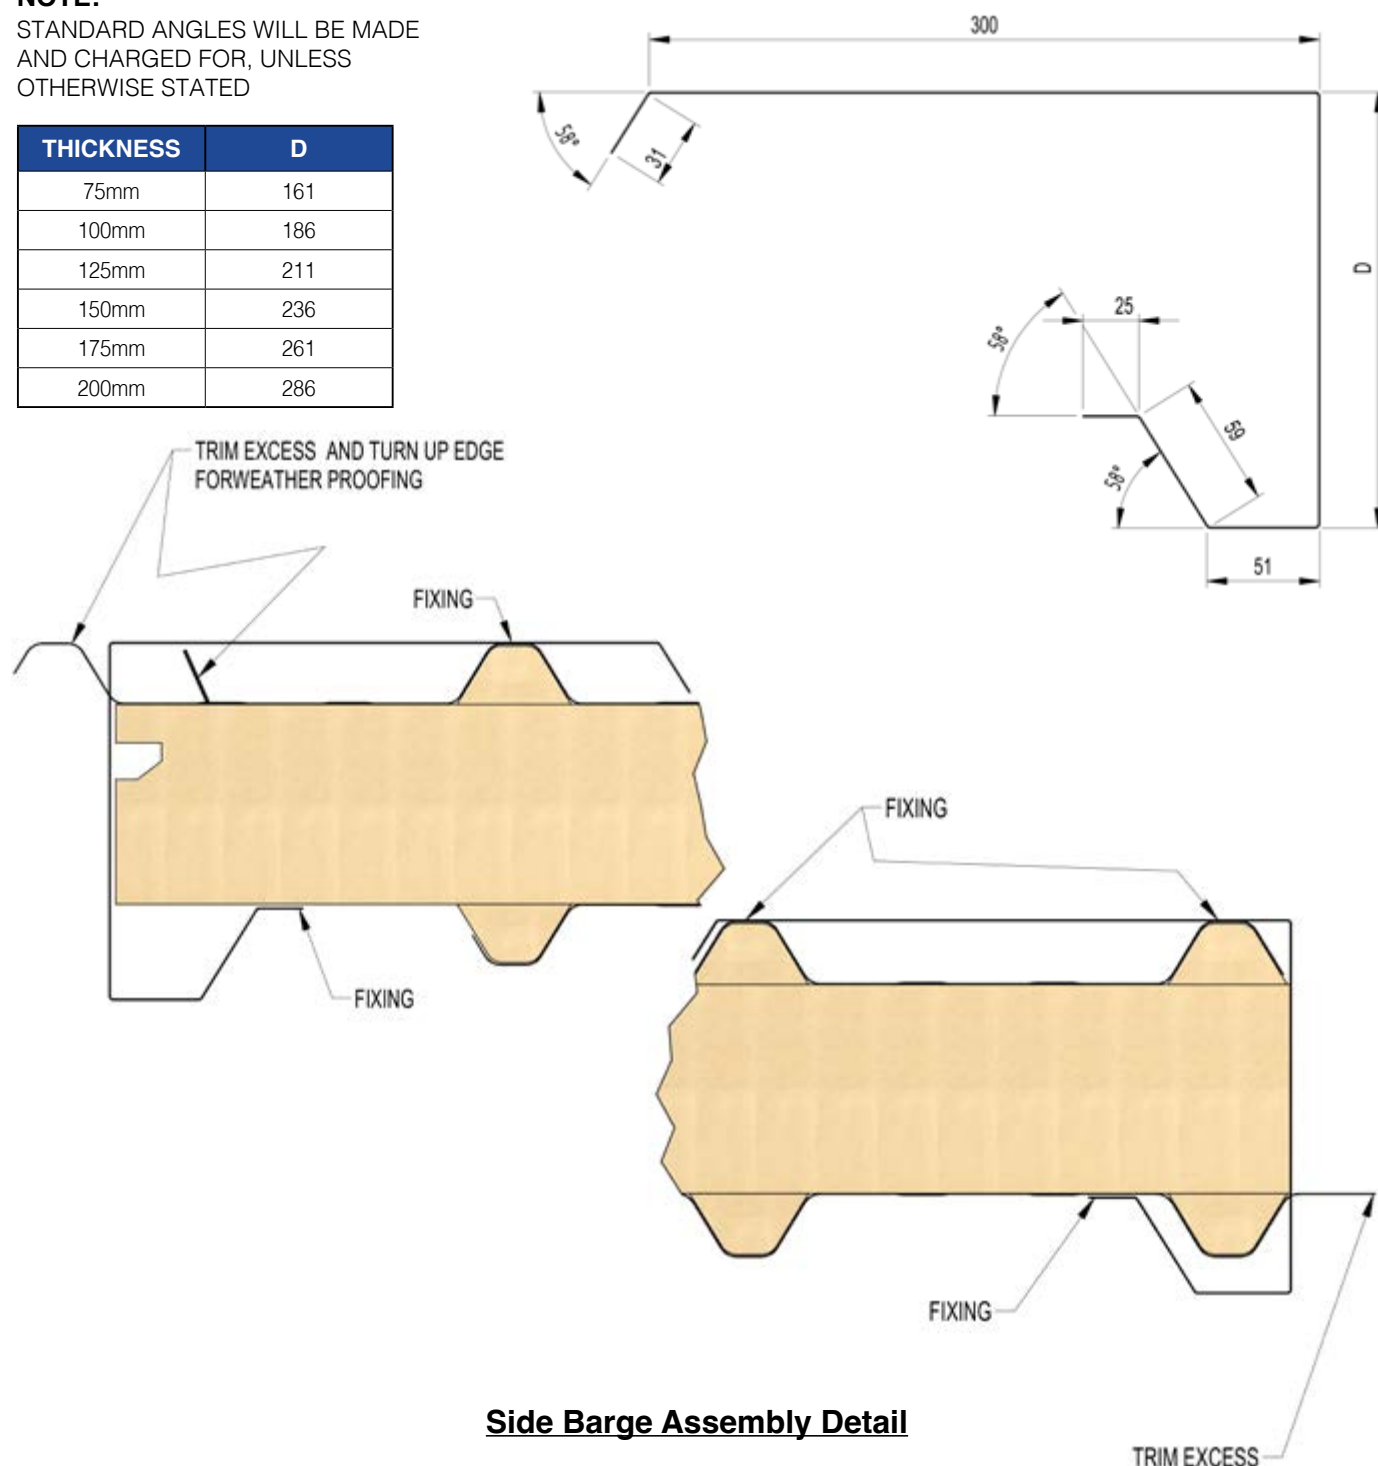 NOTE:
STANDARD ANGLES WILL BE MADE
AND CHARGED FOR, UNLESS
OTHERWISE STATED
THICKNESS D
75mm 161
100mm 186
125mm 211
150mm 236
175mm 261
200mm 286
300
58°
31
D
25
58°
59
58°
51
TRIM EXCESS AND TURN UP EDGE
FORWEATHER PROOFING
FIXING
FIXING
FIXING
FIXING
Side Barge Assembly Detail
TRIM EXCESS